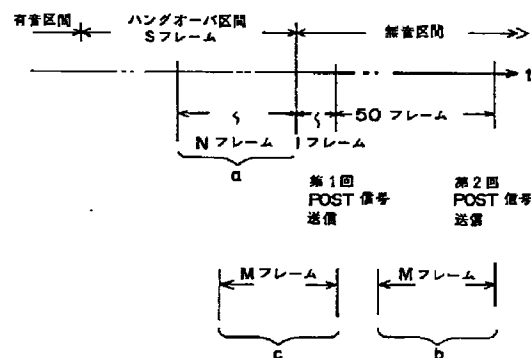 有音区間
ハングオーバ区間
Sフレーム
無音区間
t
Nフレーム
1フレーム
50フレーム
a
第1回
POST信号
送信
第2回
POST信号
送信
Mフレーム
Mフレーム
c
b